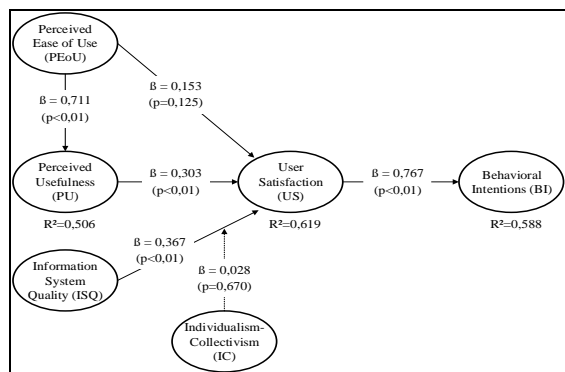 Perceived
Ease of Use
(PEoU)
ß = 0,153
(p=0,125)
ß = 0,711
(p<0,01)
Perceived
Usefulness
(PU)
R²=0,506
ß = 0,303
(p<0,01)
User
Satisfaction
(US)
R²=0,619
ß = 0,767
(p<0,01)
Behavioral
Intentions (BI)
R²=0,588
ß = 0,367
(p<0,01)
Information
System
Quality (ISQ)
ß = 0,028
(p=0,670)
Individualism-
Collectivism
(IC)